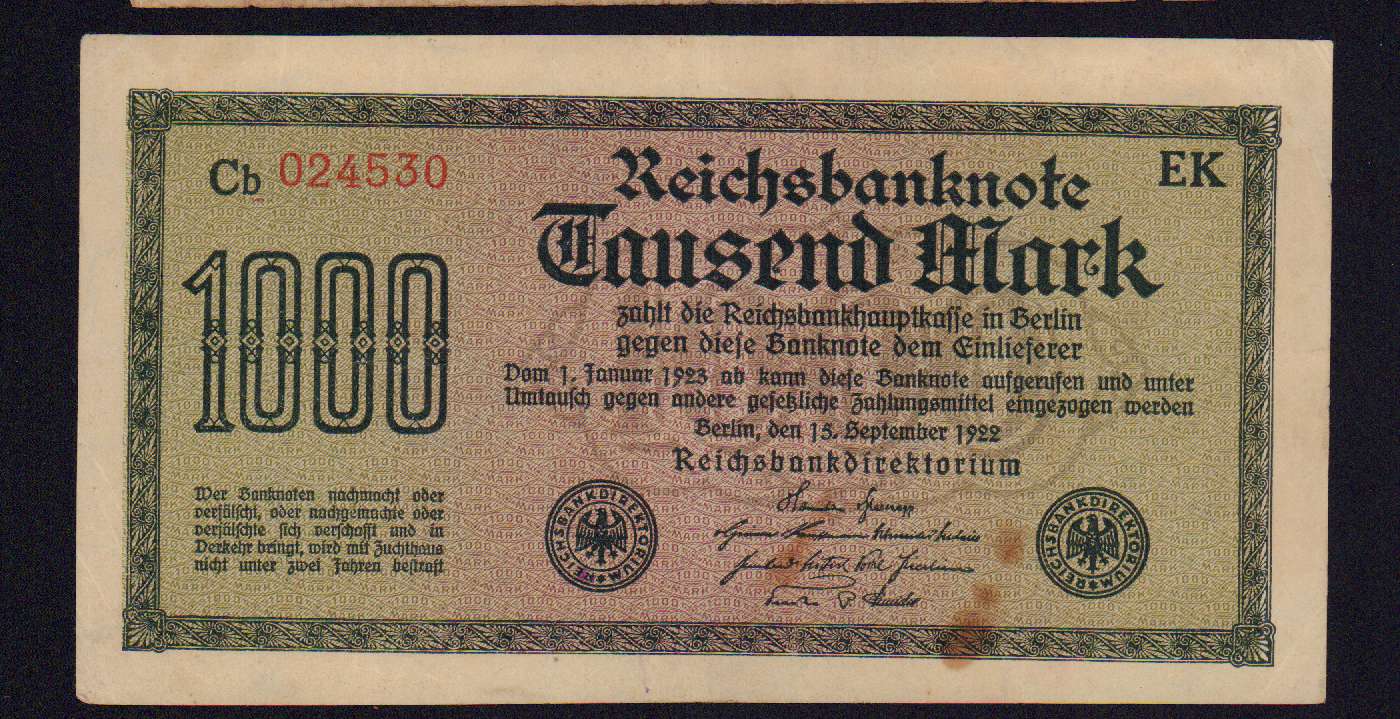 Cb 024530
EK
Reichsbanknote
Tausend Mark
1000
zahlt die Reichsbankhauptkasse in Berlin
gegen diese Banknote dem Einlieferer
Vom 1. Januar 1923 ab kann diese Banknote aufgerufen und unter
Umtausch gegen andere gesetzliche Zahlungsmittel eingezogen werden
Berlin, den 15. September 1922
Reichsbankdirektorium
Wer Banknoten nachmacht oder
verfälscht, oder nachgemachte oder
verfälschte sich verschafft und in
Verkehr bringt, wird mit Zuchthaus
nicht unter zwei Jahren bestraft
REICHSBANKDIREKTORIUM
REICHSBANKDIREKTORIUM